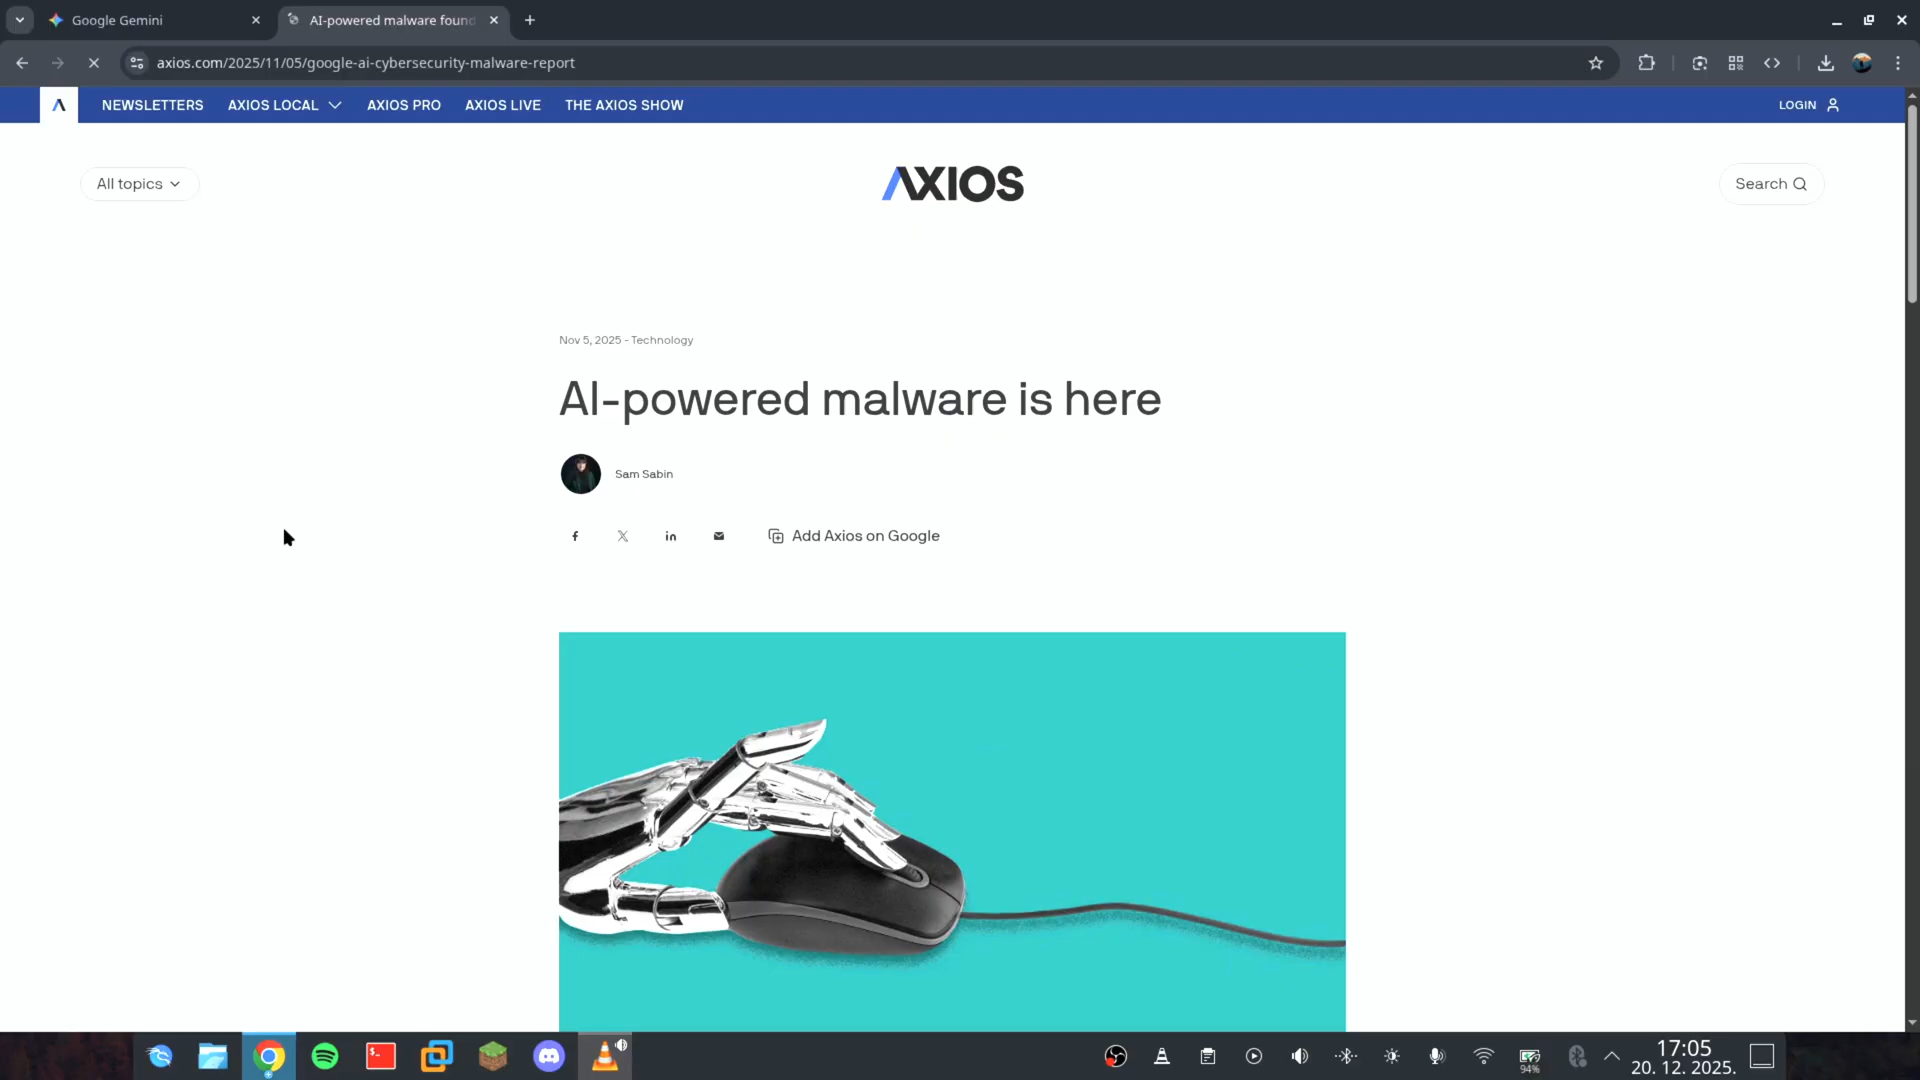 Google Gemini
AI-powered malware foun
axios.com/2025/11/05/google-ai-cybersecurity-malware-report
NEWSLETTERS
AXIOS LOCAL
AXIOS PRO
AXIOS LIVE
THE AXIOS SHOW
LOGIN
All topics
AXIOS
Search
Nov 5, 2025 - Technology
AI-powered malware is here
Sam Sabin
Add Axios on Google
94%
17:05
20. 12. 2025.